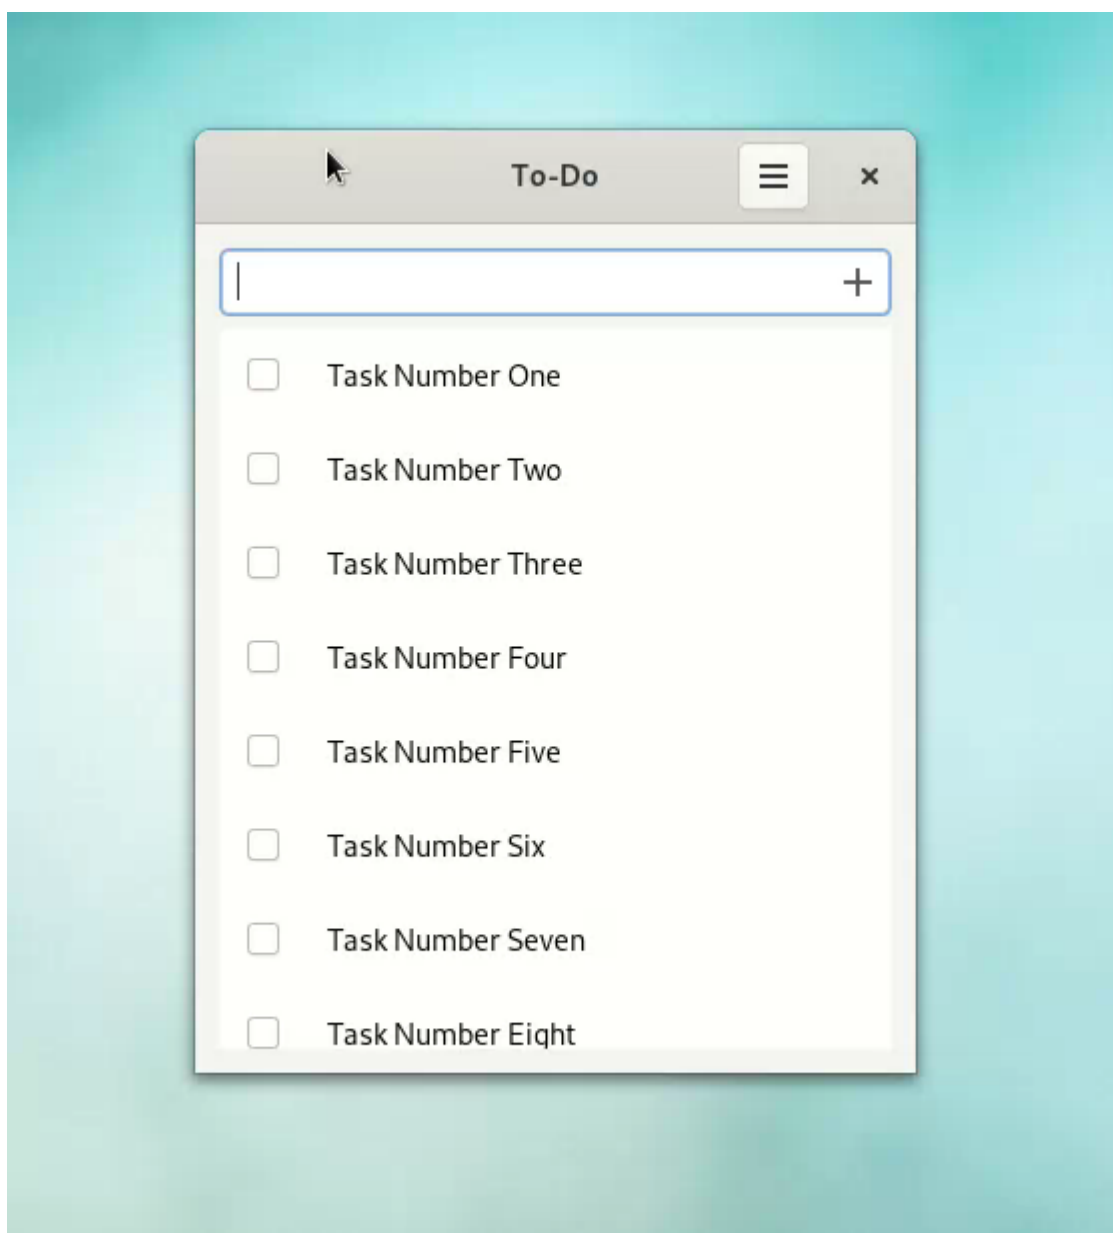 To-Do
Task Number One
Task Number Two
Task Number Three
Task Number Four
Task Number Five
Task Number Six
Task Number Seven
Task Number Eight